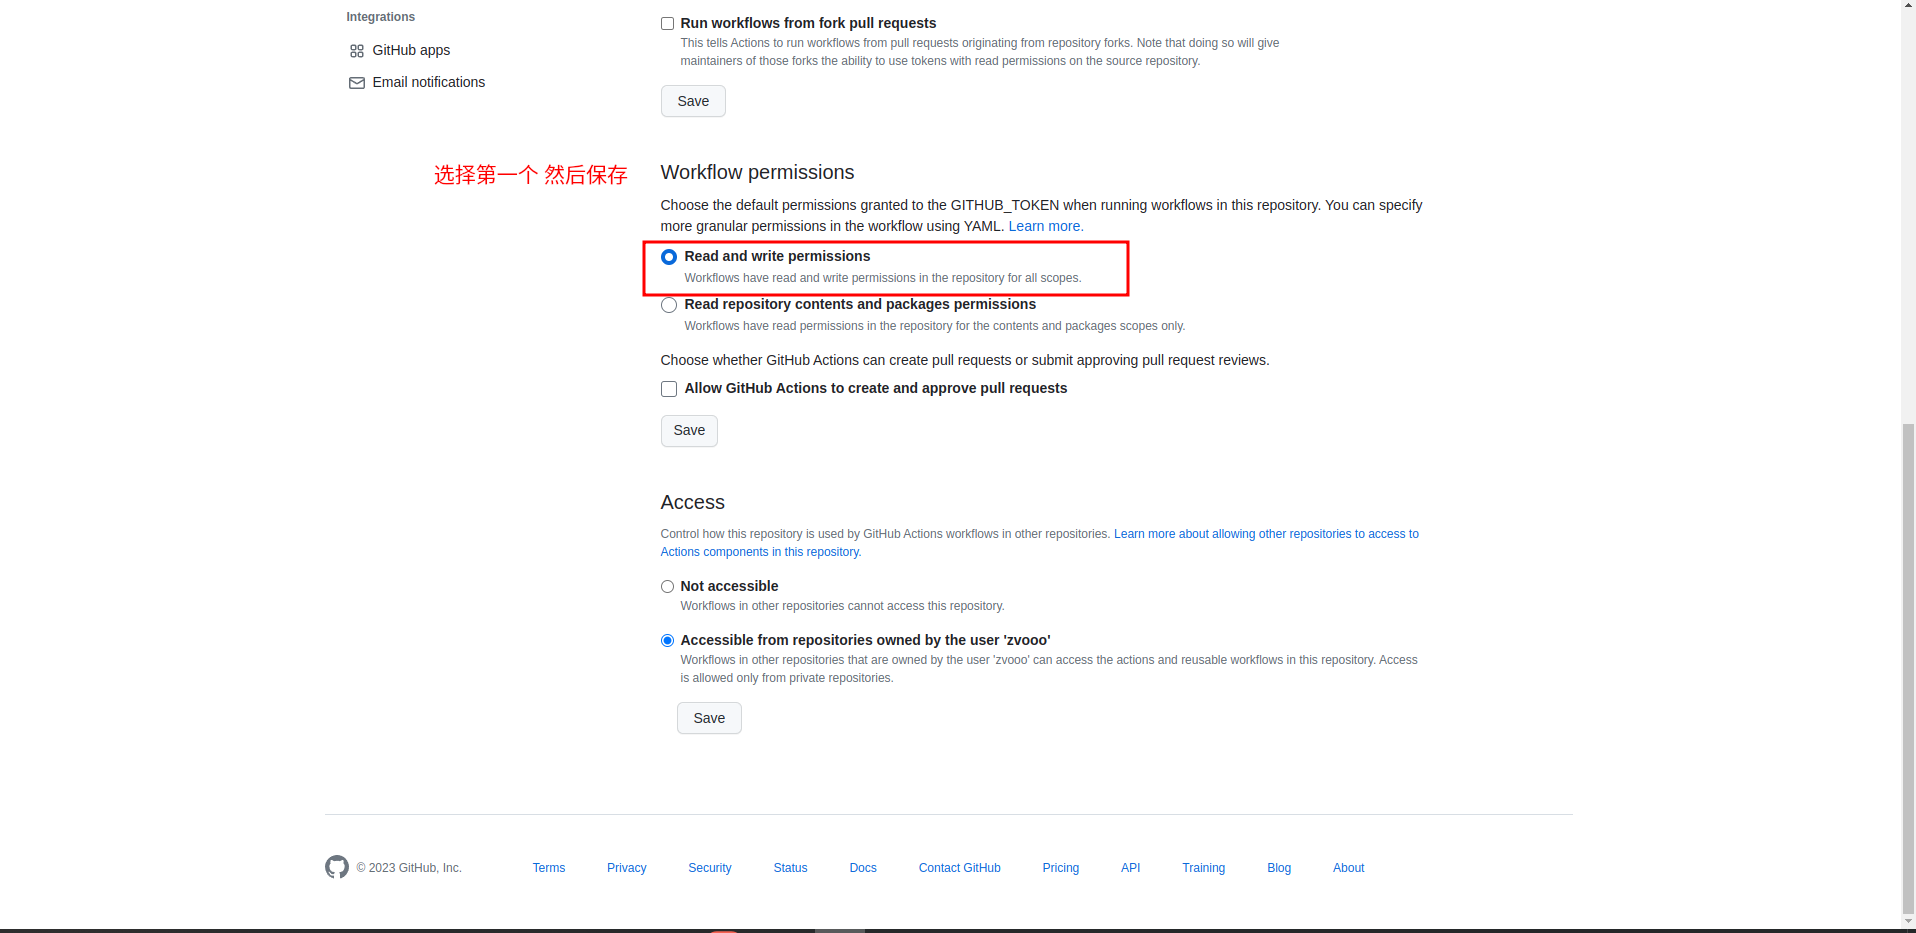 Integrations
GitHub apps
Email notifications
Run workflows from fork pull requests
This tells Actions to run workflows from pull requests originating from repository forks. Note that doing so will give
maintainers of those forks the ability to use tokens with read permissions on the source repository.
Save
选择第一个 然后保存
Workflow permissions
Choose the default permissions granted to the GITHUB_TOKEN when running workflows in this repository. You can specify
more granular permissions in the workflow using YAML. Learn more.
Read and write permissions
Workflows have read and write permissions in the repository for all scopes.
Read repository contents and packages permissions
Workflows have read permissions in the repository for the contents and packages scopes only.
Choose whether GitHub Actions can create pull requests or submit approving pull request reviews.
Allow GitHub Actions to create and approve pull requests
Save
Access
Control how this repository is used by GitHub Actions workflows in other repositories. Learn more about allowing other repositories to access to
Actions components in this repository.
Not accessible
Workflows in other repositories cannot access this repository.
Accessible from repositories owned by the user 'zvooo'
Workflows in other repositories that are owned by the user 'zvooo' can access the actions and reusable workflows in this repository. Access
is allowed only from private repositories.
Save
© 2023 GitHub, Inc. Terms Privacy Security Status Docs Contact GitHub Pricing API Training Blog About